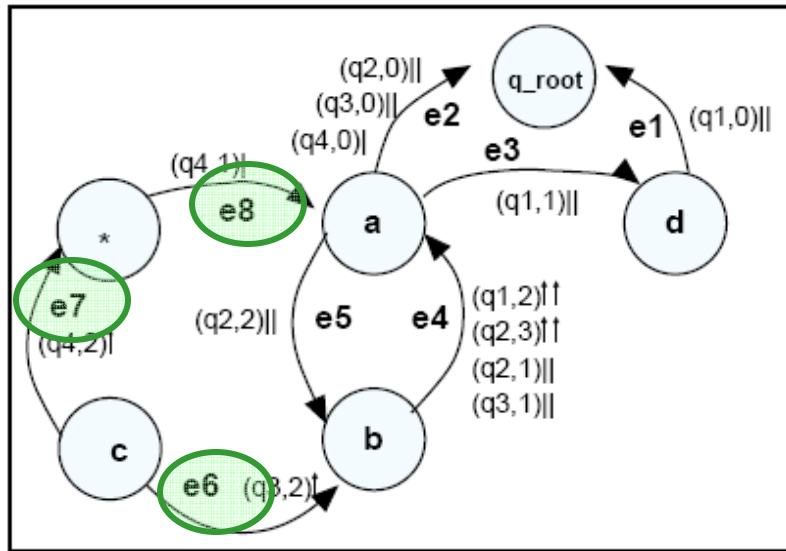 (q2,0)||
(q3,0)||
(q4,0)|
e2
q_root
e1
(q1,0)||
e3
(q4,1)|
e8
a
(q1,1)||
d
*
e7
(q4,2)↑
(q2,2)||
e5
e4
(q1,2)↑↑
(q2,3)↑↑
(q2,1)||
(q3,1)||
c
b
e6
(q3,2)↑